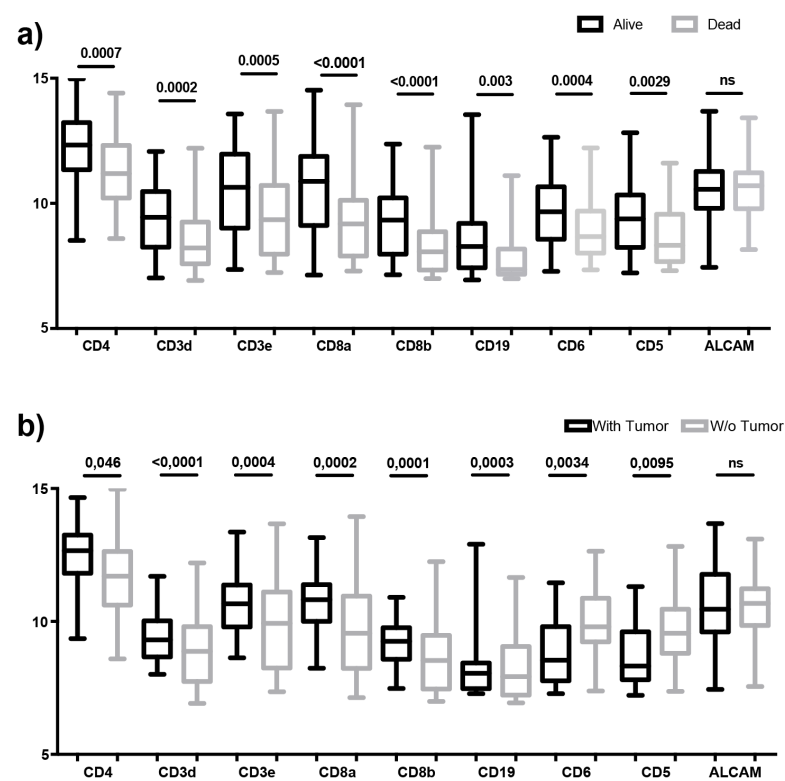 a)
Alive Dead
0.0007 0.0002 0.0005 <0.0001 <0.0001 0.003 0.0004 0.0029 ns
15
10
5
CD4 CD3d CD3e CD8a CD8b CD19 CD6 CD5 ALCAM
b)
With Tumor W/o Tumor
0,046 <0,0001 0,0004 0,0002 0,0001 0,0003 0,0034 0,0095 ns
15
10
5
CD4 CD3d CD3e CD8a CD8b CD19 CD6 CD5 ALCAM